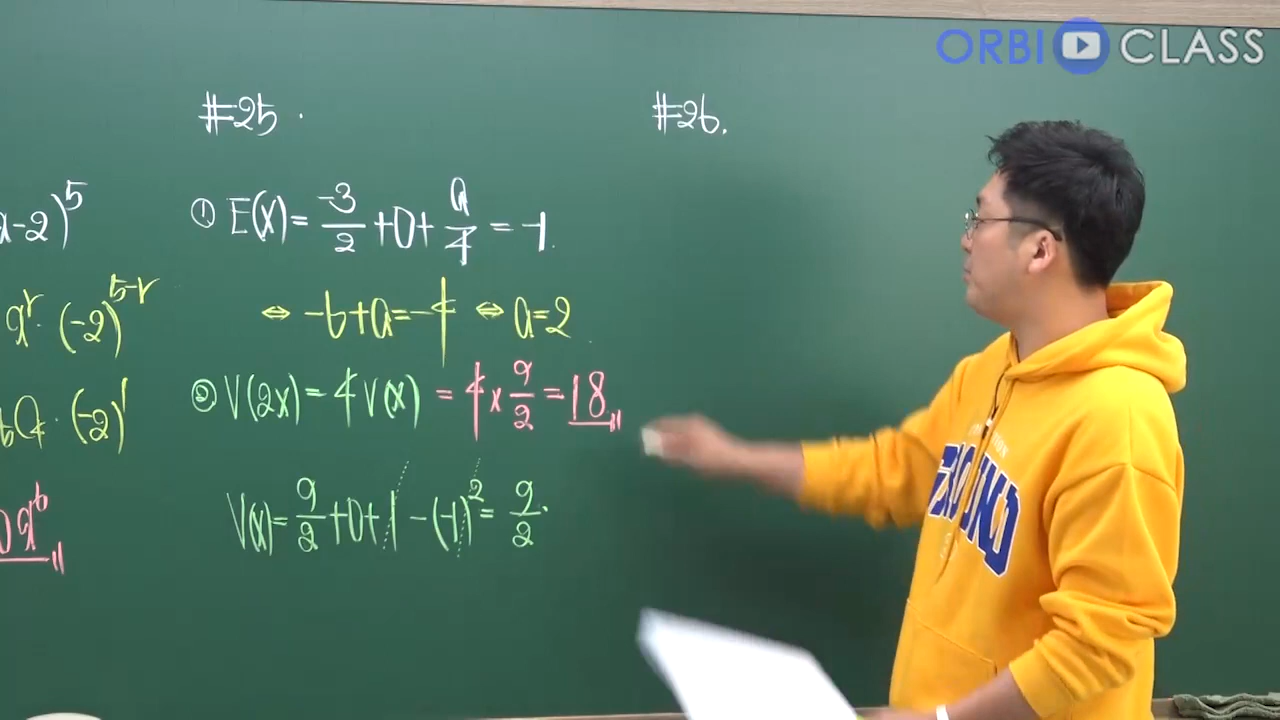 ORBI CLASS
#25.
#26.
a-2)^5
① E(X)= -3/2 +0+ a/4 = -1.
x^r · (-2)^{5-r}
⇔ -6+a=-4 ⇔ a=2
(-2)^1
② V(2X)= 4V(X) = 4×9/2 = 18
V(X)= 9/2 +0+1 -(-1)^2 = 9/2.